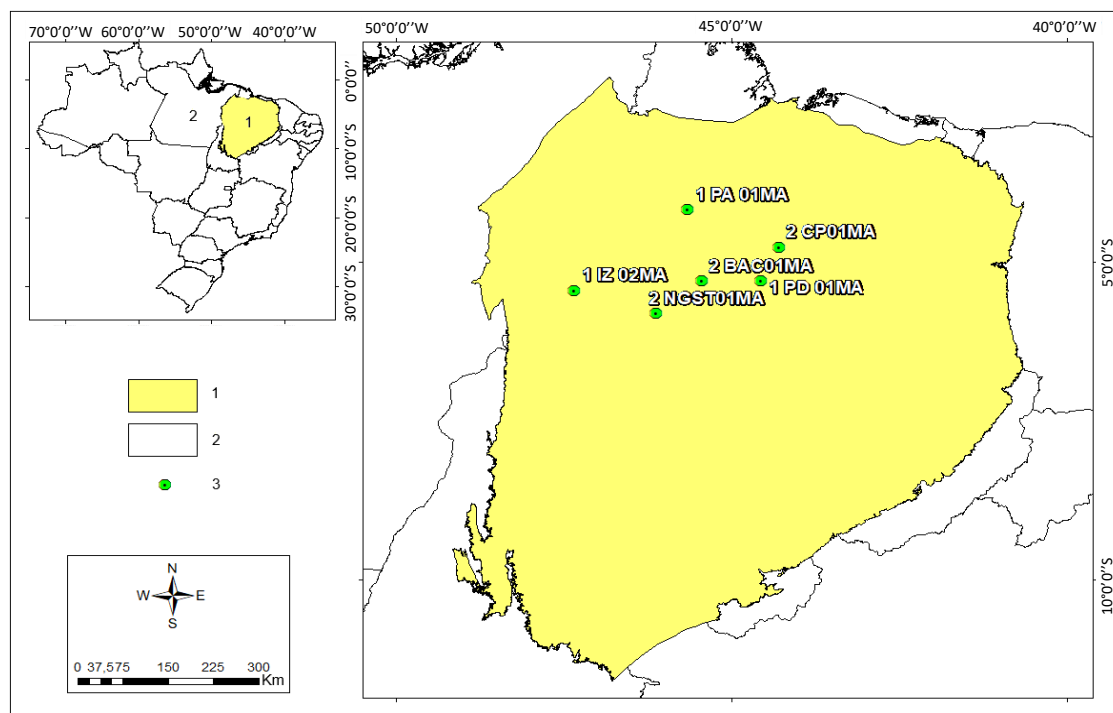 70°0'0''W 60°0'0''W 50°0'0''W 40°0'0''W
0°0'0''
10°0'0''S
20°0'0''S
30°0'0''S
2
1
1
2
3
N
W E
S
0 37,575 150 225 300
Km
50°0'0''W 45°0'0''W 40°0'0''W
5°0'0''S
10°0'0''S
1 PA 01MA
2 CP01MA
2 BAC01MA
1 IZ 02MA
1 PD 01MA
2 NGST01MA